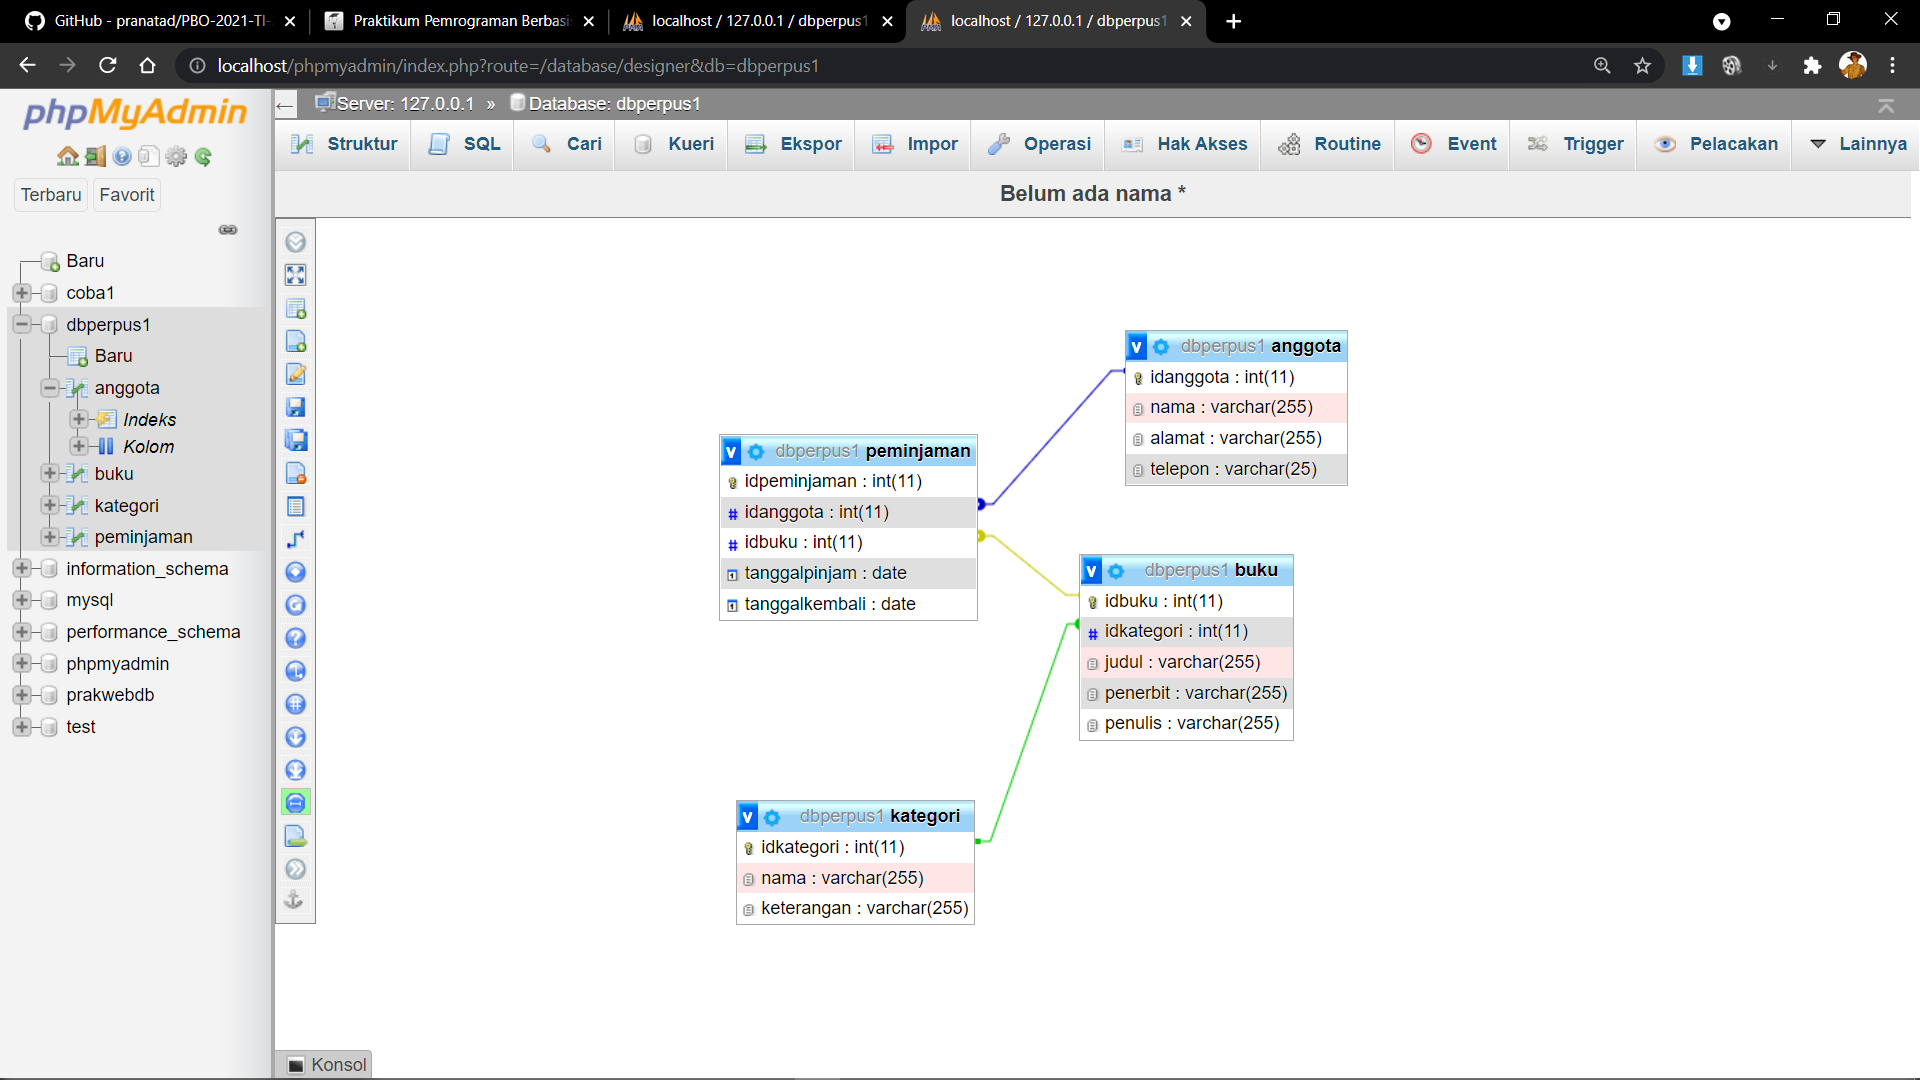 GitHub - pranatad/PBO-2021-TI-
Praktikum Pemrograman Berbasi
localhost / 127.0.0.1 / dbperpus1
localhost / 127.0.0.1 / dbperpus1
localhost/phpmyadmin/index.php?route=/database/designer&db=dbperpus1
phpMyAdmin
Terbaru
Favorit
Baru
coba1
dbperpus1
Baru
anggota
Indeks
Kolom
buku
kategori
peminjaman
information_schema
mysql
performance_schema
phpmyadmin
prakwebdb
test
Server: 127.0.0.1 » Database: dbperpus1
Struktur SQL Cari Kueri Ekspor Impor Operasi Hak Akses Routine Event Trigger Pelacakan Lainnya
Belum ada nama *
v dbperpus1 anggota
idanggota : int(11)
nama : varchar(255)
alamat : varchar(255)
telepon : varchar(25)
v dbperpus1 peminjaman
idpeminjaman : int(11)
# idanggota : int(11)
# idbuku : int(11)
tanggalpinjam : date
tanggalkembali : date
v dbperpus1 buku
idbuku : int(11)
# idkategori : int(11)
judul : varchar(255)
penerbit : varchar(255)
penulis : varchar(255)
v dbperpus1 kategori
idkategori : int(11)
nama : varchar(255)
keterangan : varchar(255)
Konsol